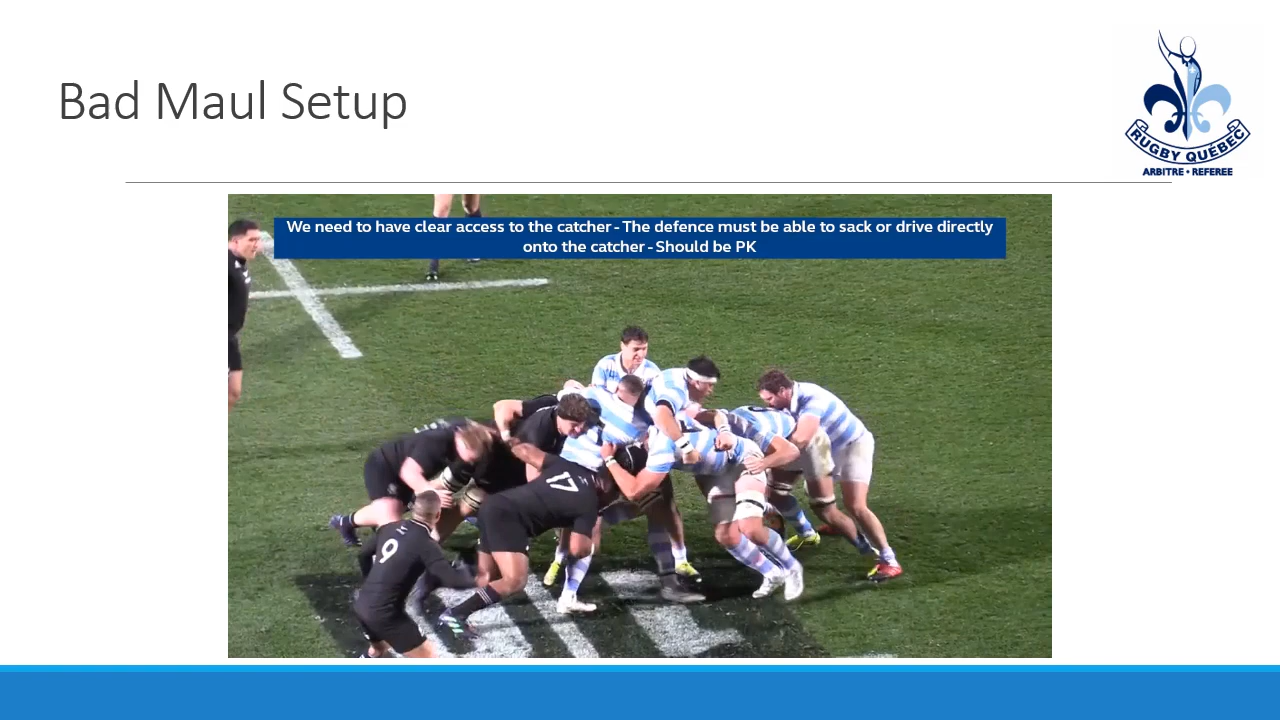 Bad Maul Setup
RUGBY QUÉBEC
ARBITRE • REFEREE
We need to have clear access to the catcher - The defence must be able to sack or drive directly
onto the catcher - Should be PK
17
9